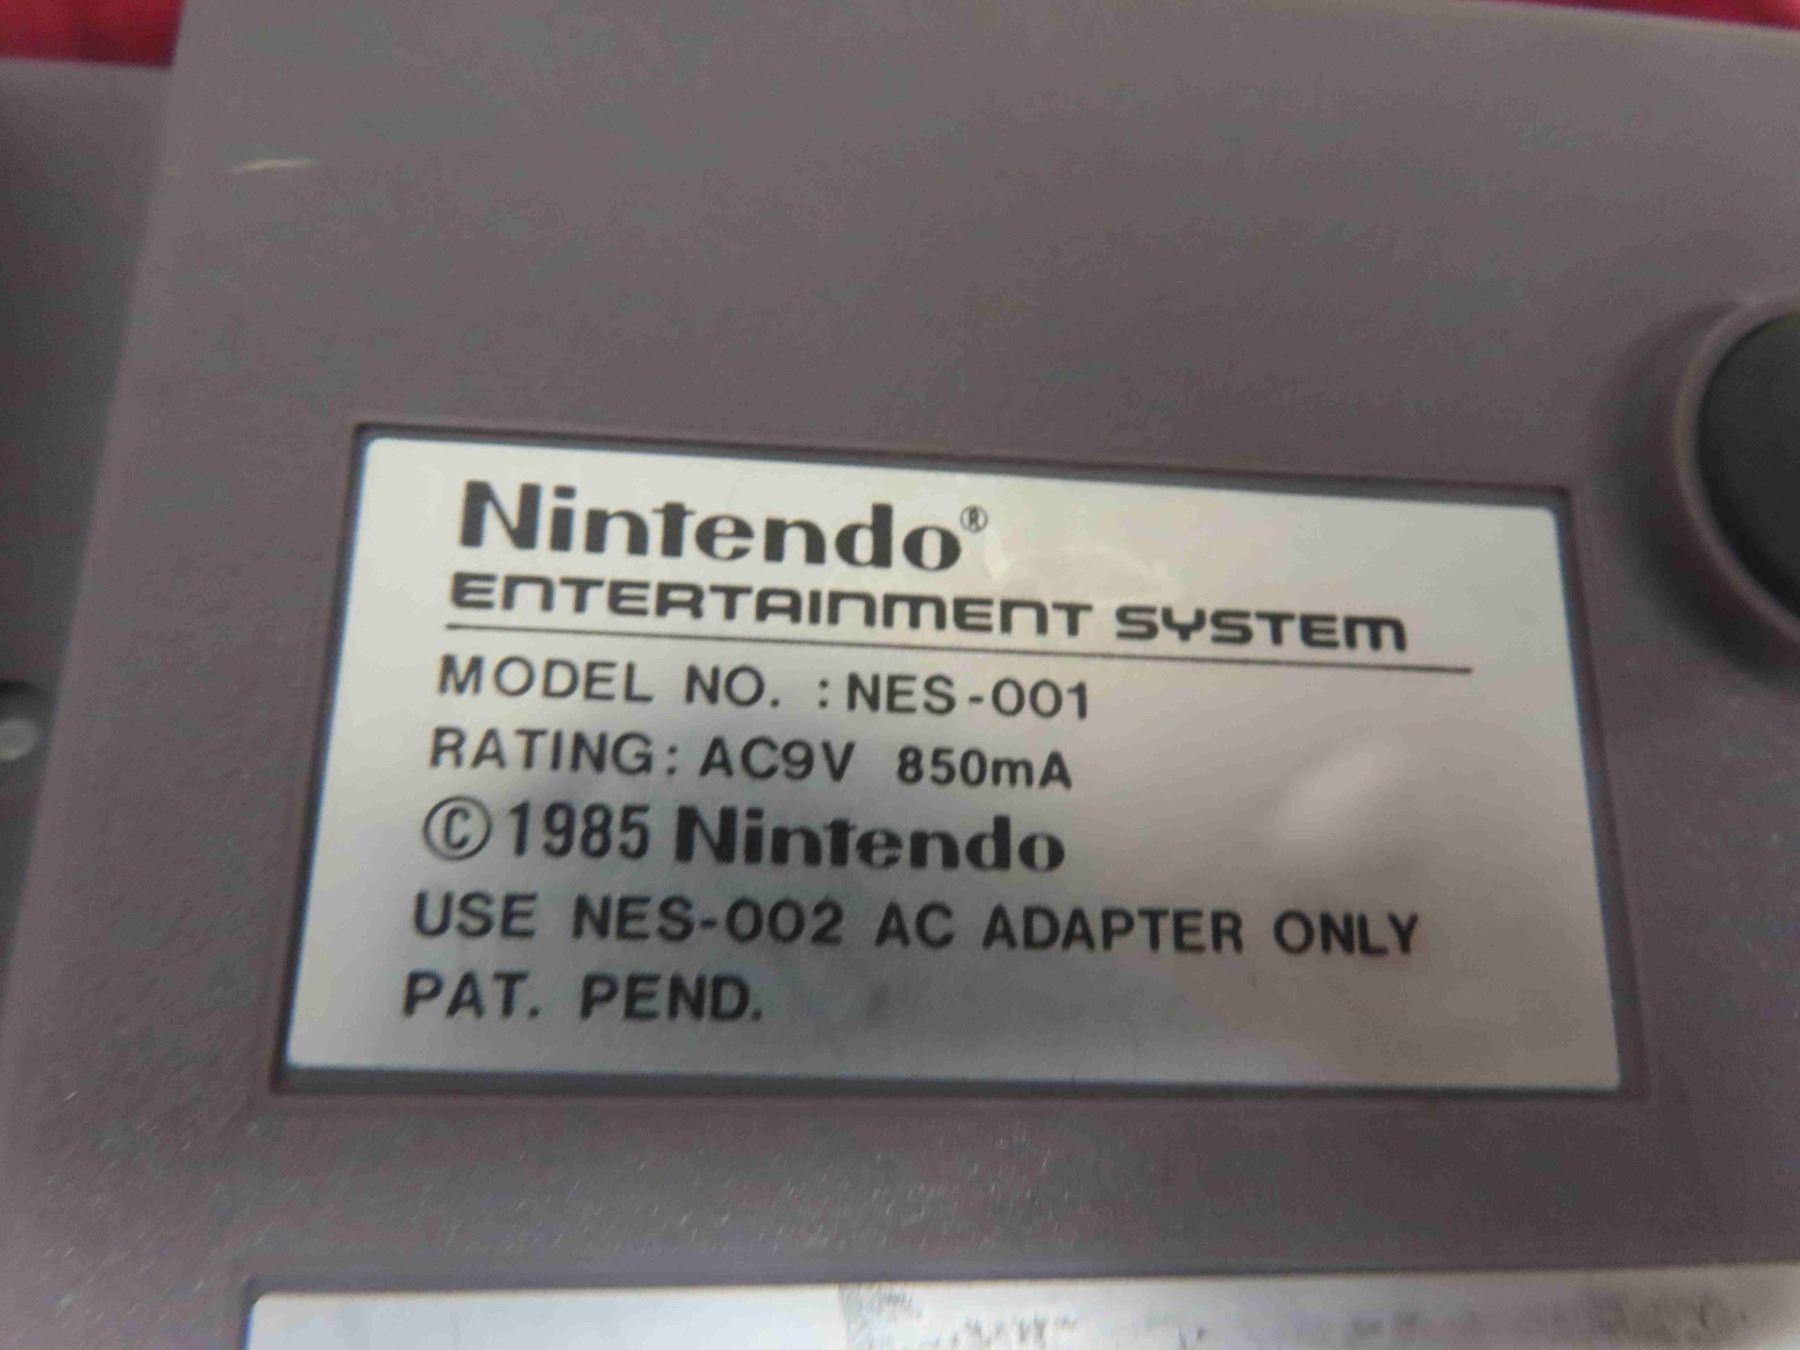 Nintendo®
ENTERTAINMENT SYSTEM
MODEL NO. : NES-001
RATING: AC9V 850mA
©1985 Nintendo
USE NES-002 AC ADAPTER ONLY
PAT. PEND.